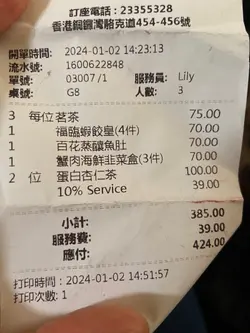 訂座電話 : 23355328
香港銅鑼灣駱克道454-456號
開單時間: 2024-01-02 14:23:13
流水號: 1600622848
單號: 03007 /1 服務員: Lily
桌號: G8 人數: 3
3 每位茗茶 75.00
1 福臨蝦餃皇(4件) 70.00
1 百花蒸釀魚肚 70.00
1 蟹肉海鮮韭菜盒(3件) 70.00
2 位 蛋白杏仁茶 100.00
10% Service 39.00
小計: 385.00
服務費: 39.00
應付: 424.00
打印時間 : 2024-01-02 14:51:57
打印次數: 1